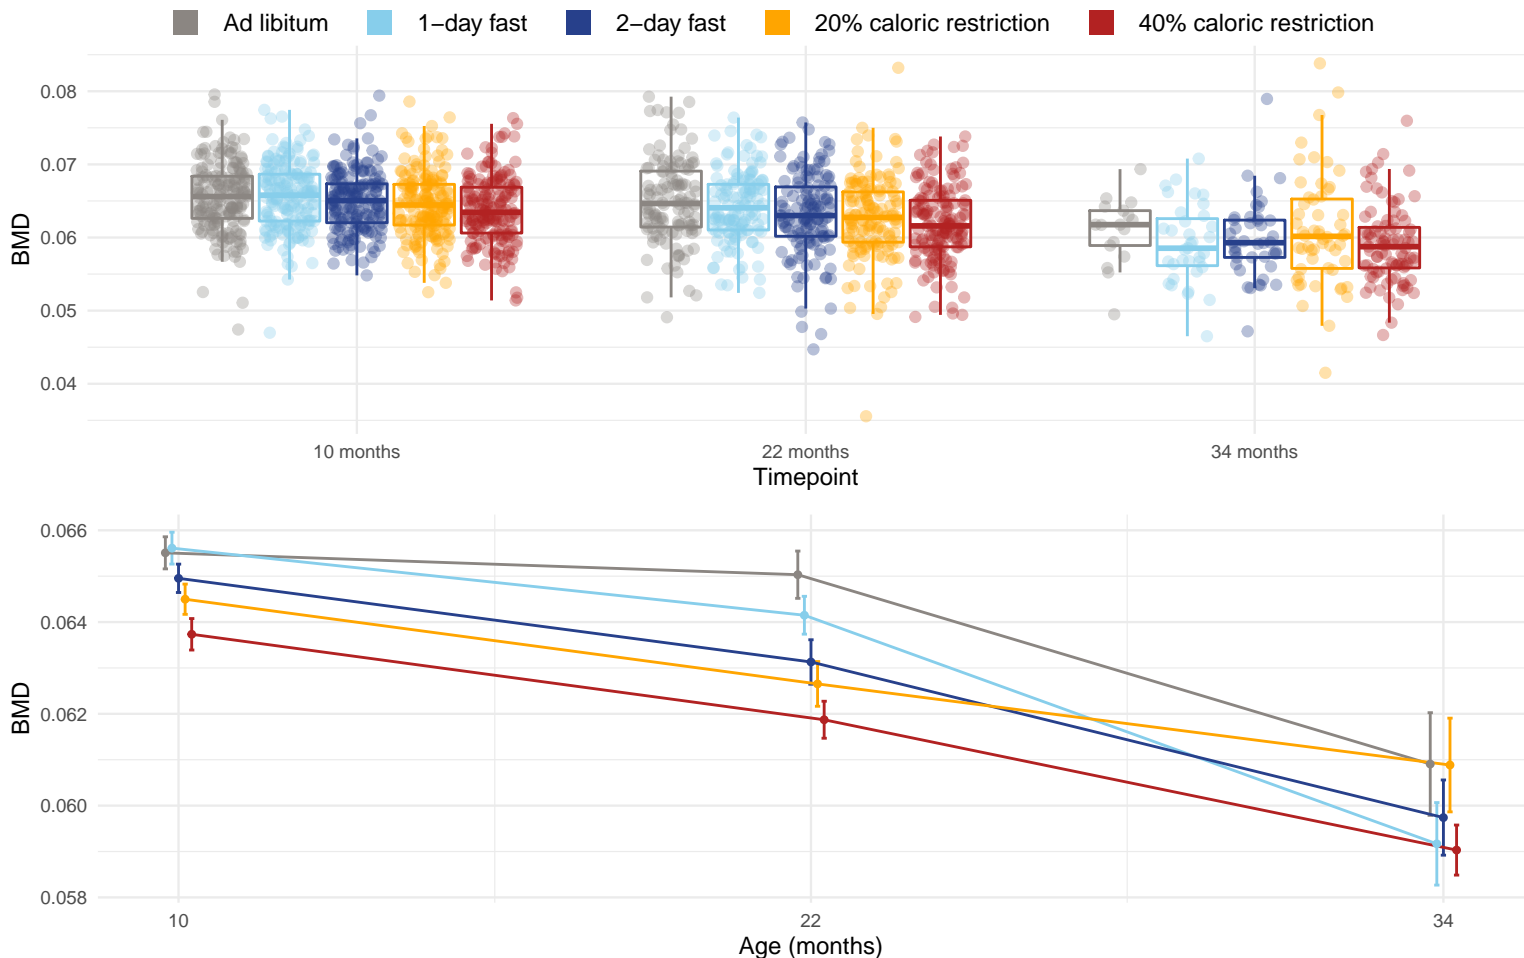 Ad libitum 1−day fast 2−day fast 20% caloric restriction 40% caloric restriction
0.08
0.07
0.06
0.05
0.04
BMD
10 months 22 months 34 months
Timepoint
0.066
0.064
0.062
0.060
0.058
BMD
10 22 34
Age (months)